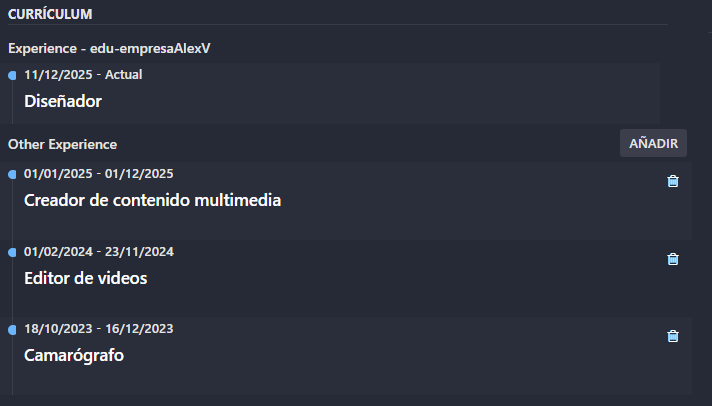 CURRÍCULUM
Experience - edu-empresaAlexV
11/12/2025 - Actual
Diseñador
Other Experience
AÑADIR
01/01/2025 - 01/12/2025
Creador de contenido multimedia
01/02/2024 - 23/11/2024
Editor de videos
18/10/2023 - 16/12/2023
Camarógrafo